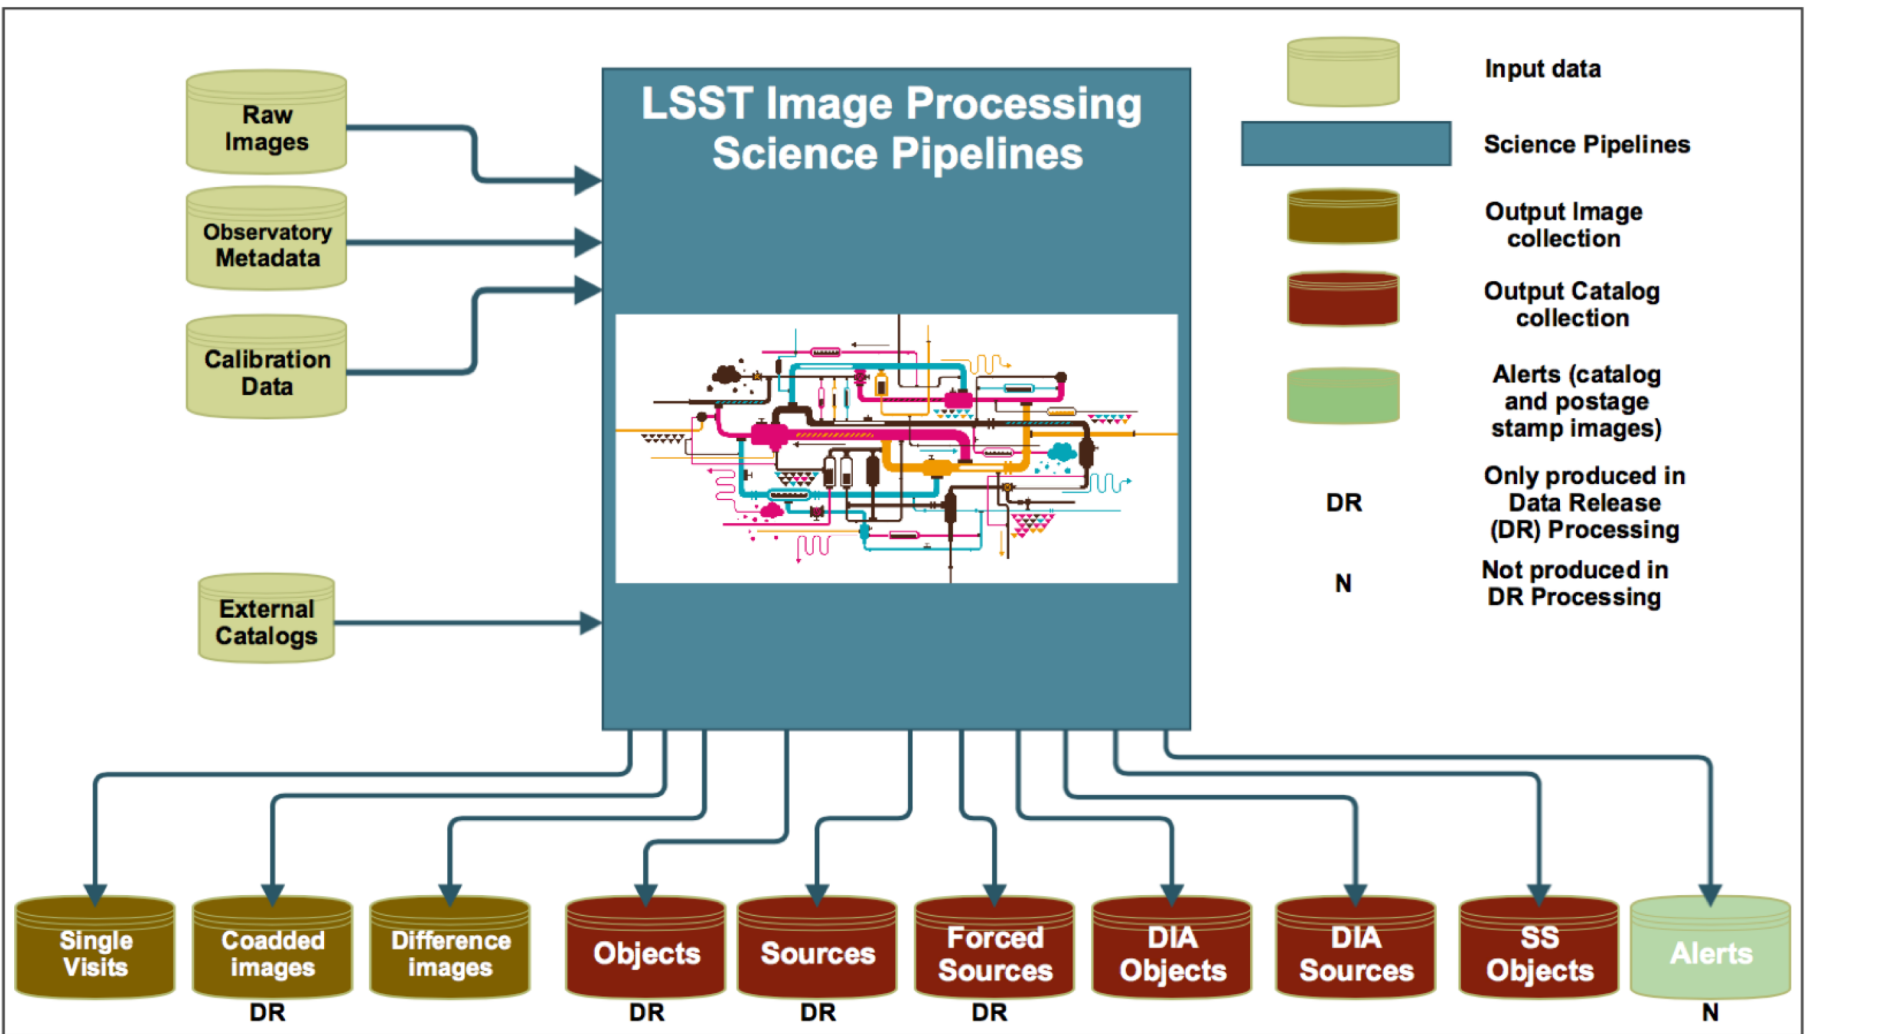 LSST Image Processing
Science Pipelines
Raw
Images
Observatory
Metadata
Calibration
Data
External
Catalogs
Input data
Science Pipelines
Output Image
collection
Output Catalog
collection
Alerts (catalog
and postage
stamp images)
DR
Only produced in
Data Release
(DR) Processing
N
Not produced in
DR Processing
Single
Visits
Coadded
images
DR
Difference
images
Objects
DR
Sources
DR
Forced
Sources
DR
DIA
Objects
DIA
Sources
SS
Objects
Alerts
N